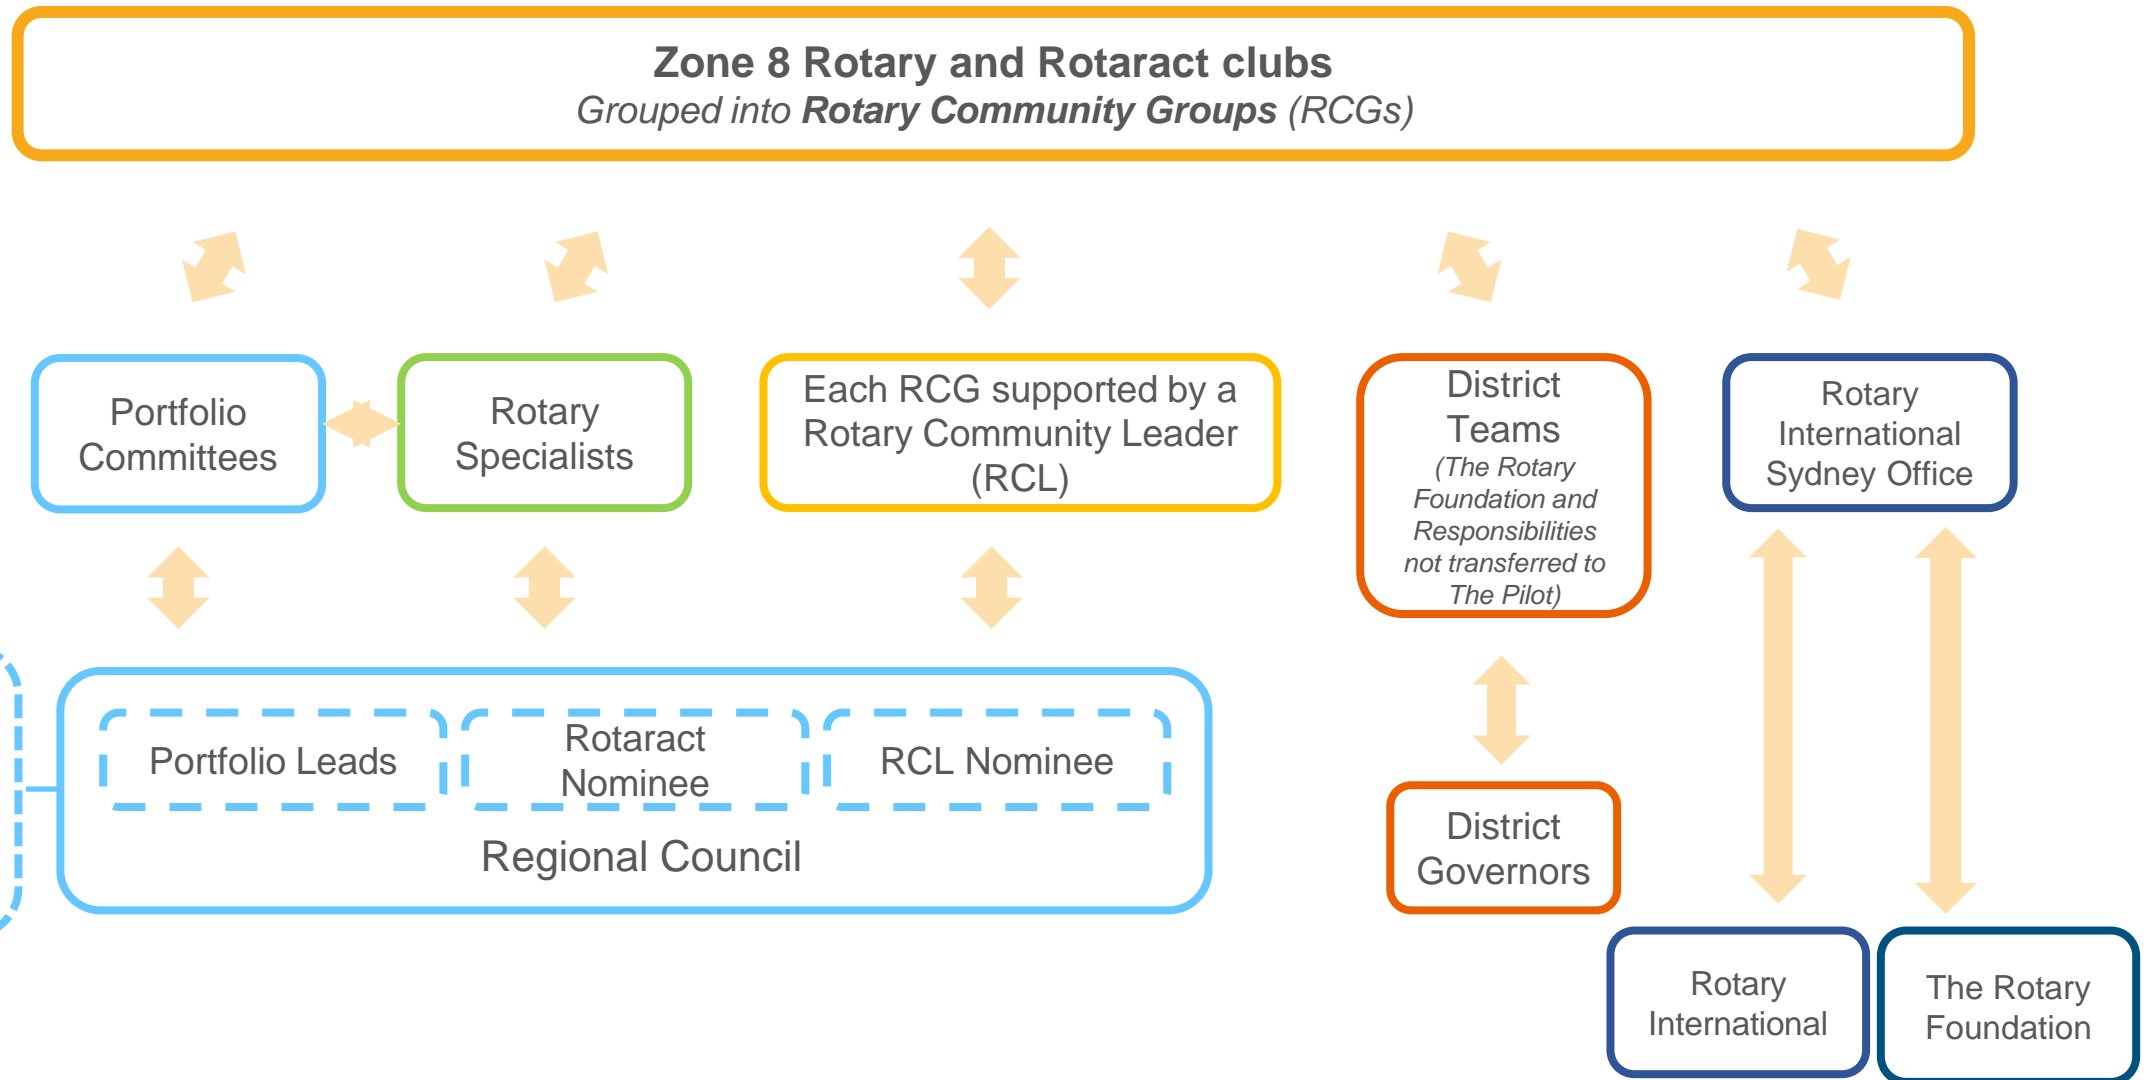 Zone 8 Rotary and Rotaract clubs
Grouped into Rotary Community Groups (RCGs)
Portfolio
Committees
Rotary
Specialists
Each RCG supported by a
Rotary Community Leader
(RCL)
District
Teams
(The Rotary
Foundation and
Responsibilities
not transferred to
The Pilot)
Rotary
International
Sydney Office
Portfolio Leads
Rotaract
Nominee
RCL Nominee
Regional Council
District
Governors
Rotary
International
The Rotary
Foundation